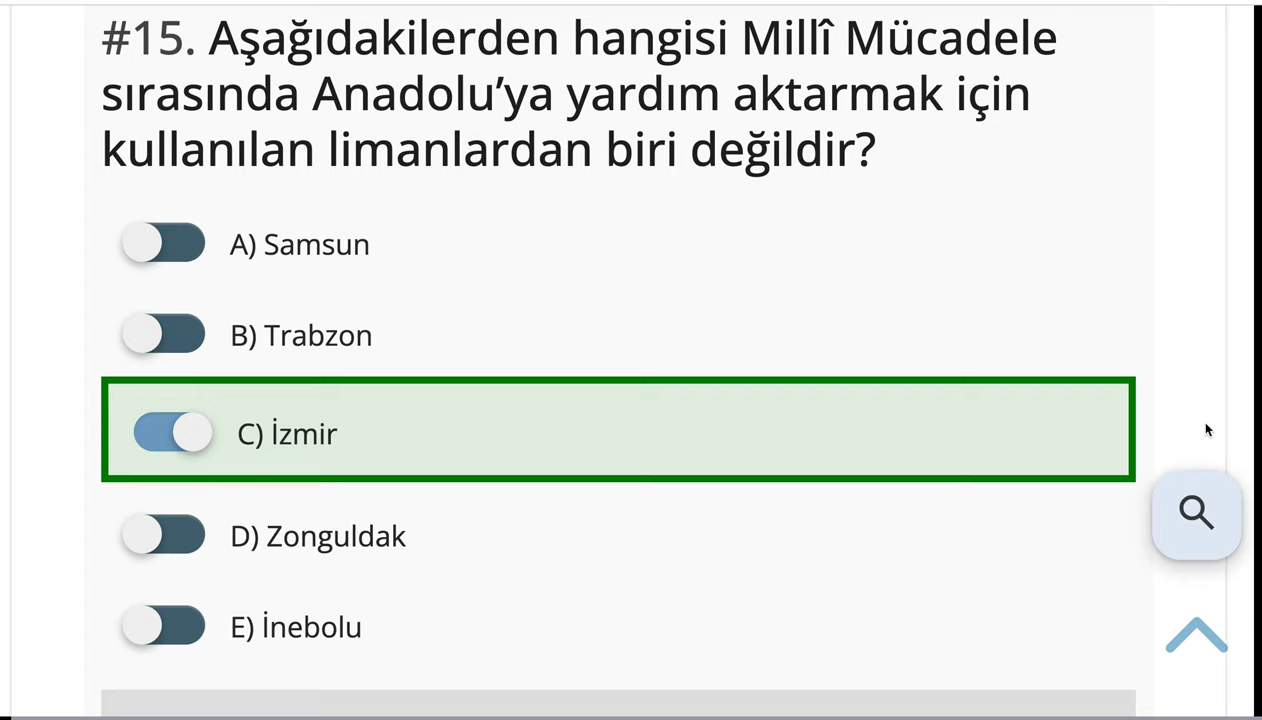 #15. Aşağıdakilerden hangisi Millî Mücadele
sırasında Anadolu’ya yardım aktarmak için
kullanılan limanlardan biri değildir?
A) Samsun
B) Trabzon
C) İzmir
D) Zonguldak
E) İnebolu